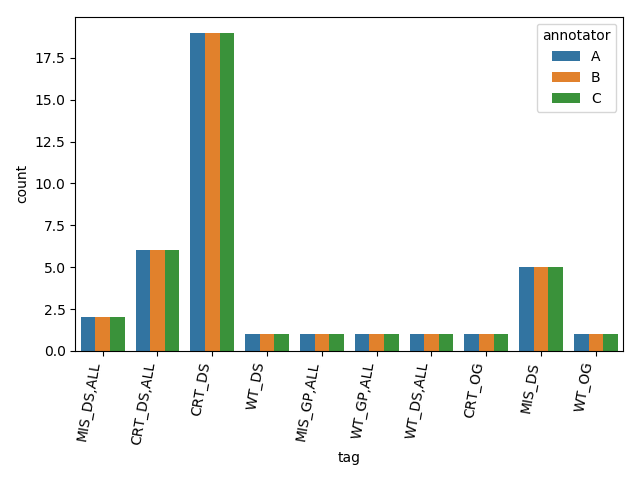 annotator
A
B
C
17.5
15.0
12.5
10.0
7.5
5.0
2.5
0.0
count
MIS_DS,ALL
CRT_DS,ALL
CRT_DS
WT_DS
MIS_GP,ALL
WT_GP,ALL
WT_DS,ALL
CRT_OG
MIS_DS
WT_OG
tag